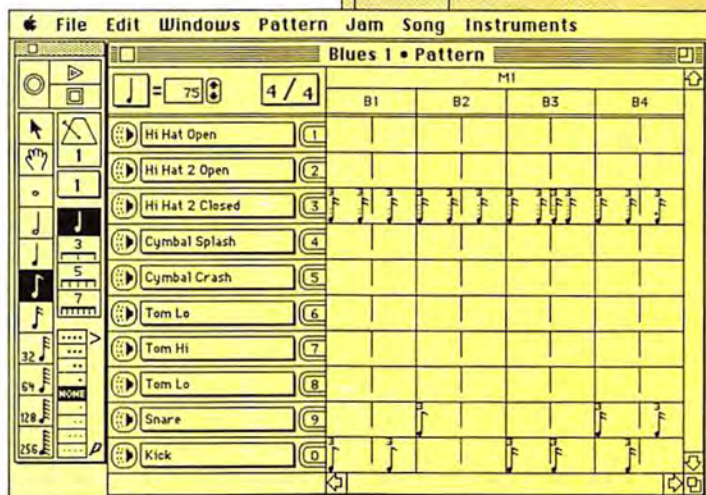 File Edit Windows Pattern Jam Song Instruments
Blues 1 • Pattern
= 75 4 / 4
M1
B1 B2 B3 B4
1
1
3
5
7
32
64
128
256
NONE
Hi Hat Open 1
Hi Hat 2 Open 2
Hi Hat 2 Closed 3
Cymbal Splash 4
Cymbal Crash 5
Tom Lo 6
Tom Hi 7
Tom Lo 8
Snare 9
Kick 0